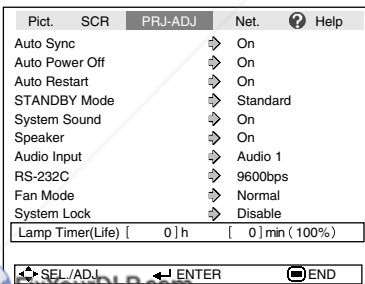 Pict. SCR PRJ-ADJ Net. ? Help
Auto Sync On
Auto Power Off On
Auto Restart On
STANDBY Mode Standard
System Sound On
Speaker On
Audio Input Audio 1
RS-232C 9600bps
Fan Mode Normal
System Lock Disable
Lamp Timer(Life) [ 0 ] h [ 0 ] min ( 100% )
SEL./ADJ ENTER END